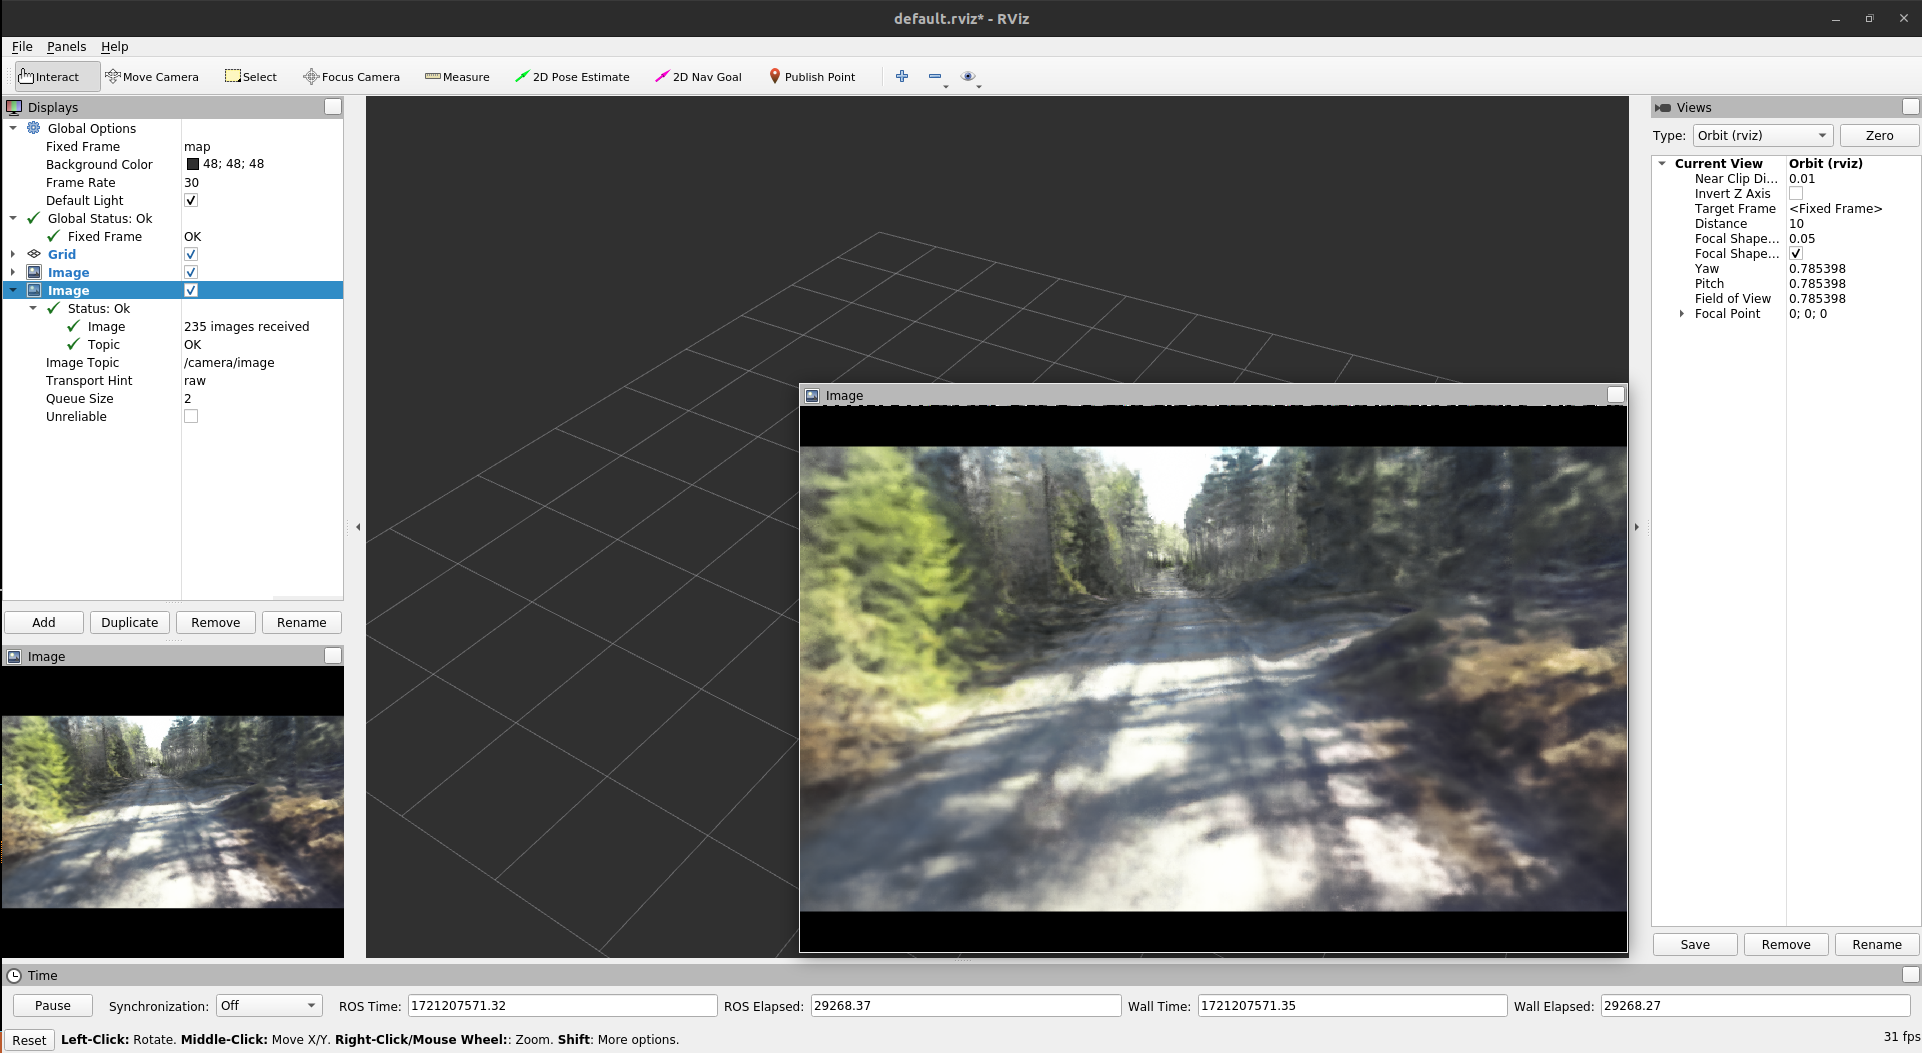 default.rviz* - RViz
File Panels Help
Interact Move Camera Select Focus Camera Measure 2D Pose Estimate 2D Nav Goal Publish Point
Displays
Global Options
Fixed Frame map
Background Color 48; 48; 48
Frame Rate 30
Default Light
Global Status: Ok
Fixed Frame OK
Grid
Image
Image
Status: Ok
Image 235 images received
Topic OK
Image Topic /camera/image
Transport Hint raw
Queue Size 2
Unreliable
Add Duplicate Remove Rename
Image
Image
Views
Type: Orbit (rviz) Zero
Current View Orbit (rviz)
Near Clip Di... 0.01
Invert Z Axis
Target Frame <Fixed Frame>
Distance 10
Focal Shape... 0.05
Focal Shape...
Yaw 0.785398
Pitch 0.785398
Field of View 0.785398
Focal Point 0; 0; 0
Save Remove Rename
Time
Pause Synchronization: Off ROS Time: 1721207571.32 ROS Elapsed: 29268.37 Wall Time: 1721207571.35 Wall Elapsed: 29268.27
Reset Left-Click: Rotate. Middle-Click: Move X/Y. Right-Click/Mouse Wheel:: Zoom. Shift: More options. 31 fps